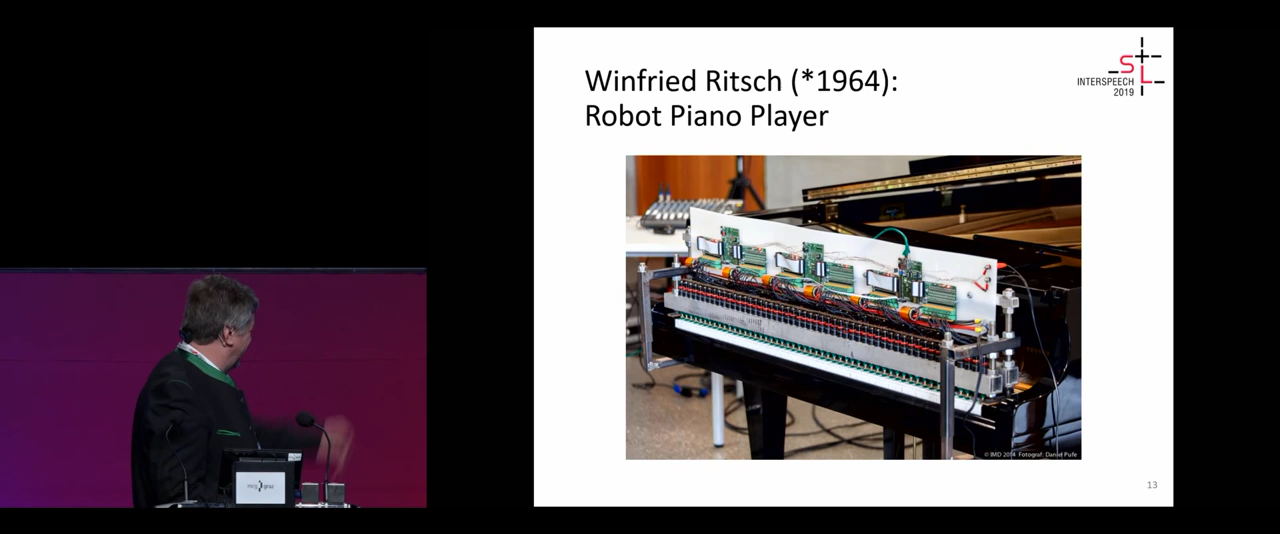 Winfried Ritsch (*1964):
Robot Piano Player
S
L
INTERSPEECH
2019
© IMD 2014 Fotograf: Daniel Pufe
13